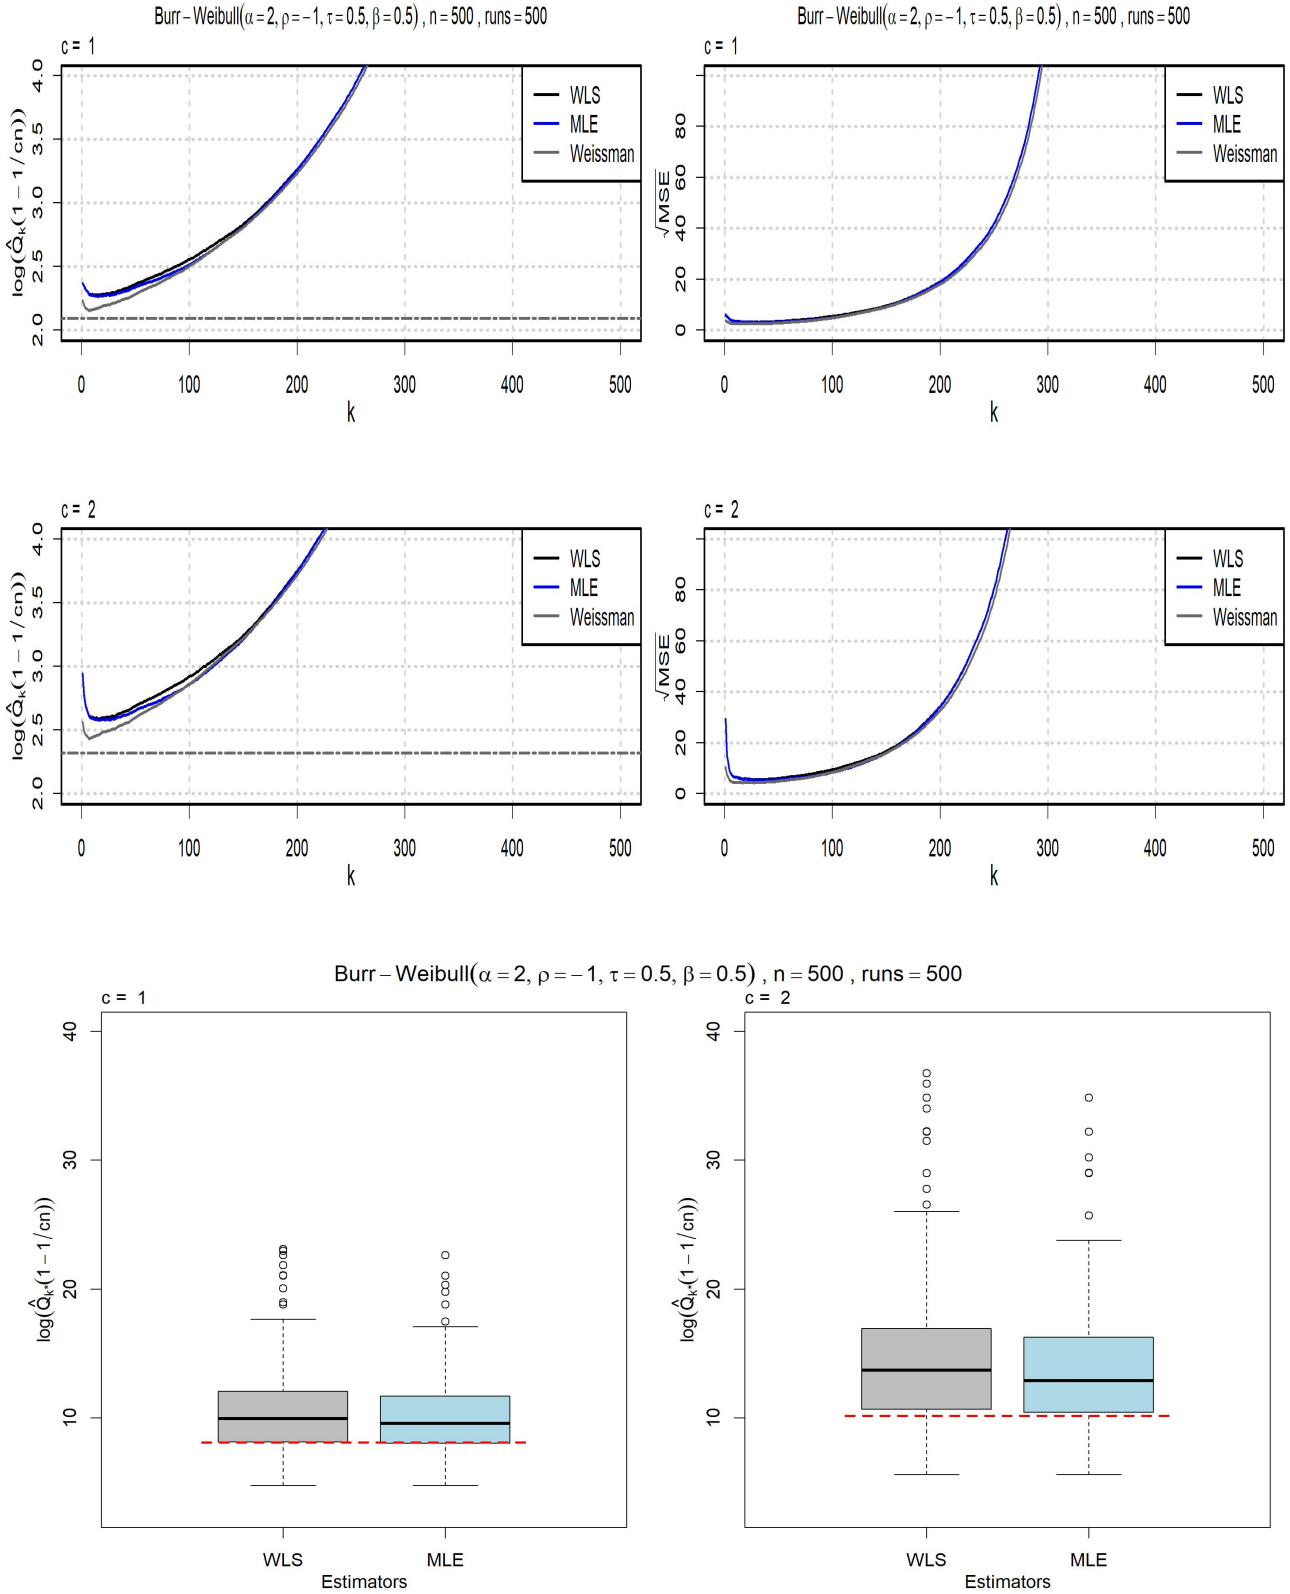 Burr − Weibull(α = 2, ρ = −1, τ = 0.5, β = 0.5) , n = 500 , runs = 500
c = 1
log(Q̂k(1 − 1/cn))
4.0
3.5
3.0
2.5
2.0
WLS
MLE
Weissman
0 100 200 300 400 500
k
Burr − Weibull(α = 2, ρ = −1, τ = 0.5, β = 0.5) , n = 500 , runs = 500
c = 1
√MSE
80
60
40
20
0
WLS
MLE
Weissman
0 100 200 300 400 500
k
c = 2
log(Q̂k(1 − 1/cn))
4.0
3.5
3.0
2.5
2.0
WLS
MLE
Weissman
0 100 200 300 400 500
k
c = 2
√MSE
80
60
40
20
0
WLS
MLE
Weissman
0 100 200 300 400 500
k
Burr − Weibull(α = 2, ρ = −1, τ = 0.5, β = 0.5) , n = 500 , runs = 500
c = 1
log(Q̂k*(1 − 1/cn))
40
30
20
10
WLS MLE
Estimators
c = 2
log(Q̂k*(1 − 1/cn))
40
30
20
10
WLS MLE
Estimators